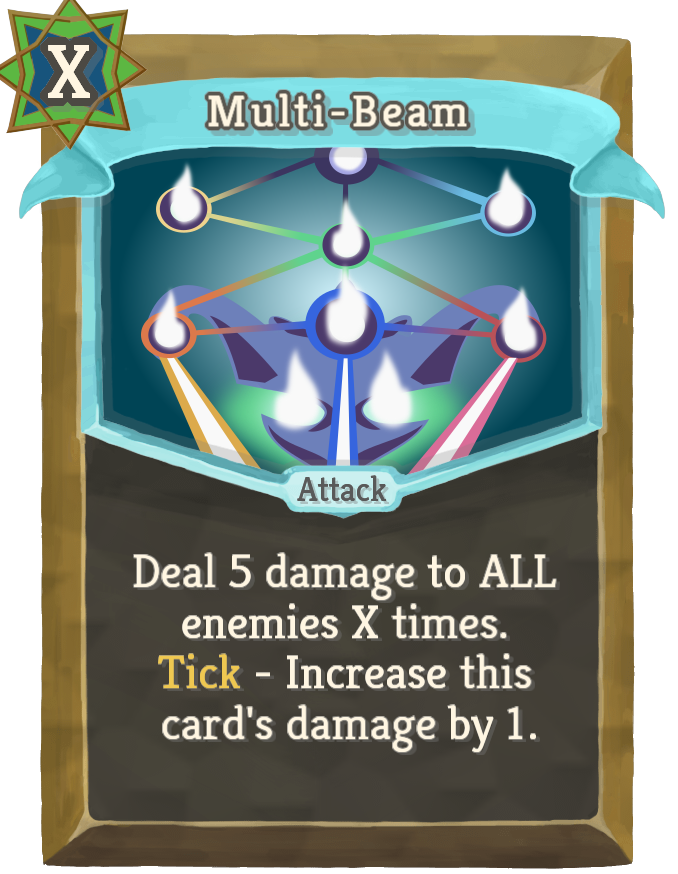 X
Multi-Beam
Attack
Deal 5 damage to ALL
enemies X times.
Tick - Increase this
card's damage by 1.